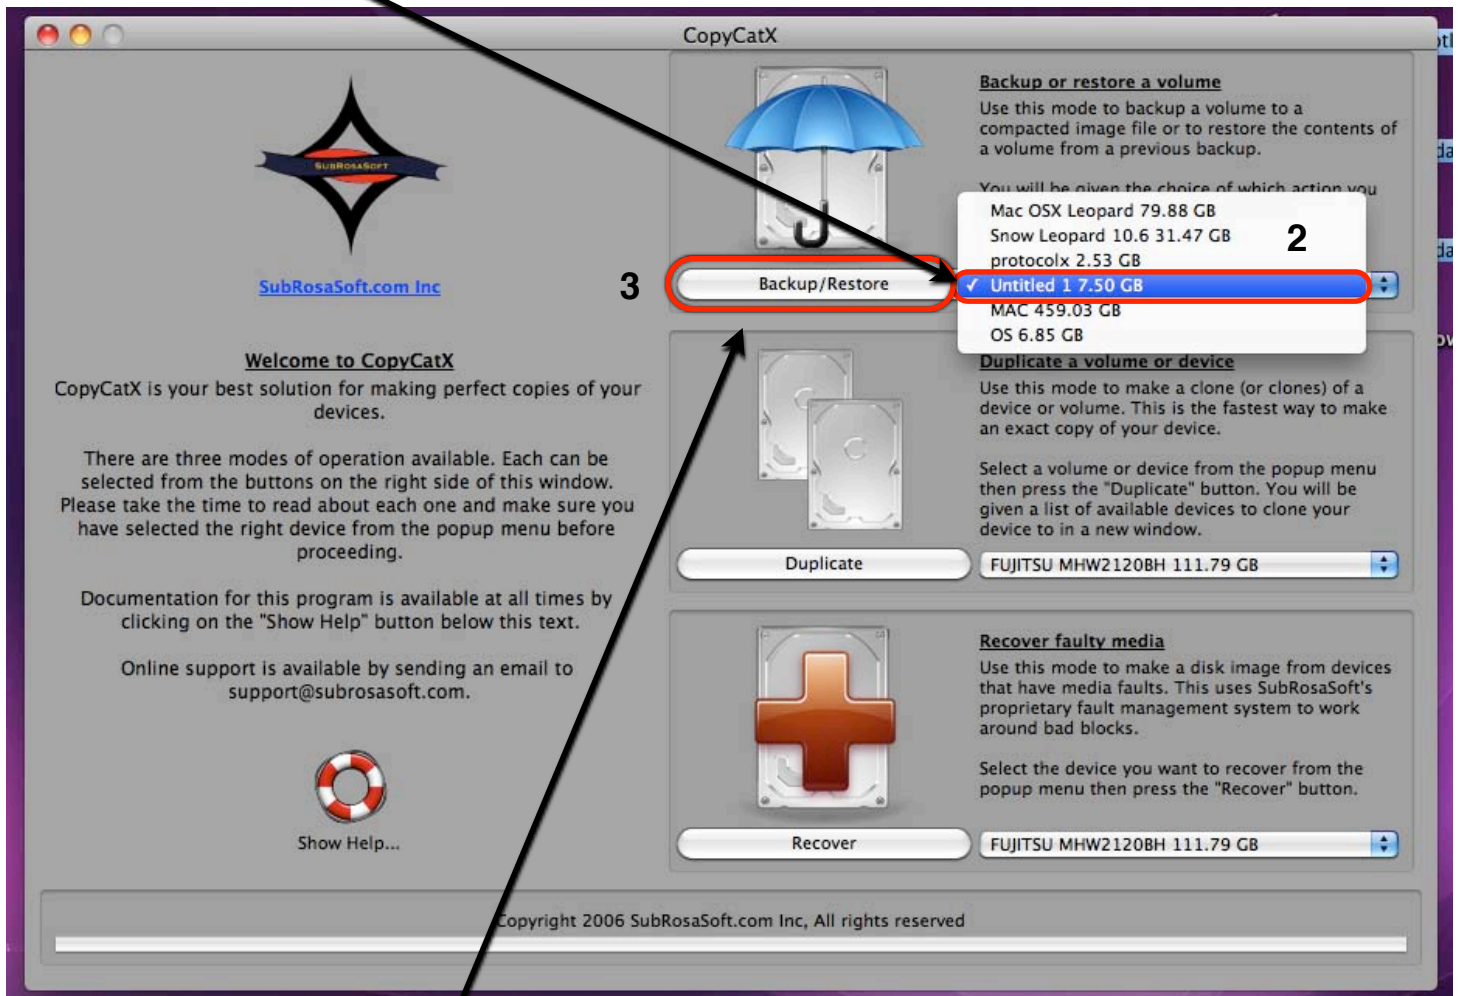 CopyCatX
SUBROSASOFT
SubRosaSoft.com Inc
Welcome to CopyCatX
CopyCatX is your best solution for making perfect copies of your
devices.
There are three modes of operation available. Each can be
selected from the buttons on the right side of this window.
Please take the time to read about each one and make sure you
have selected the right device from the popup menu before
proceeding.
Documentation for this program is available at all times by
clicking on the "Show Help" button below this text.
Online support is available by sending an email to
support@subrosasoft.com.
Show Help...
Backup or restore a volume
Use this mode to backup a volume to a
compacted image file or to restore the contents of
a volume from a previous backup.
You will be given the choice of which action you
Mac OSX Leopard 79.88 GB
Snow Leopard 10.6 31.47 GB
2
protocolx 2.53 GB
3
Backup/Restore
✓ Untitled 1 7.50 GB
MAC 459.03 GB
OS 6.85 GB
Duplicate a volume or device
Use this mode to make a clone (or clones) of a
device or volume. This is the fastest way to make
an exact copy of your device.
Select a volume or device from the popup menu
then press the "Duplicate" button. You will be
given a list of available devices to clone your
device to in a new window.
Duplicate
FUJITSU MHW2120BH 111.79 GB
Recover faulty media
Use this mode to make a disk image from devices
that have media faults. This uses SubRosaSoft's
proprietary fault management system to work
around bad blocks.
Select the device you want to recover from the
popup menu then press the "Recover" button.
Recover
FUJITSU MHW2120BH 111.79 GB
Copyright 2006 SubRosaSoft.com Inc, All rights reserved